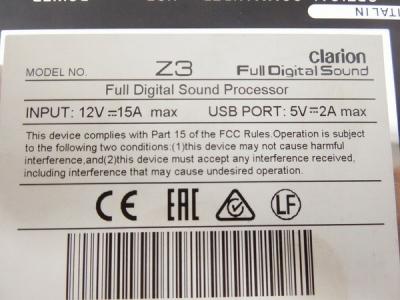 ITAL IN
clarion
MODEL NO. Z3 Full Digital Sound
Full Digital Sound Processor
INPUT: 12V⎓15A max USB PORT: 5V⎓2A max
This device complies with Part 15 of the FCC Rules.Operation is subject
to the following two conditions:(1)this device may not cause harmful
interference,and(2)this device must accept any interference received,
including interference that may cause undesired operation.
CE EAC LF